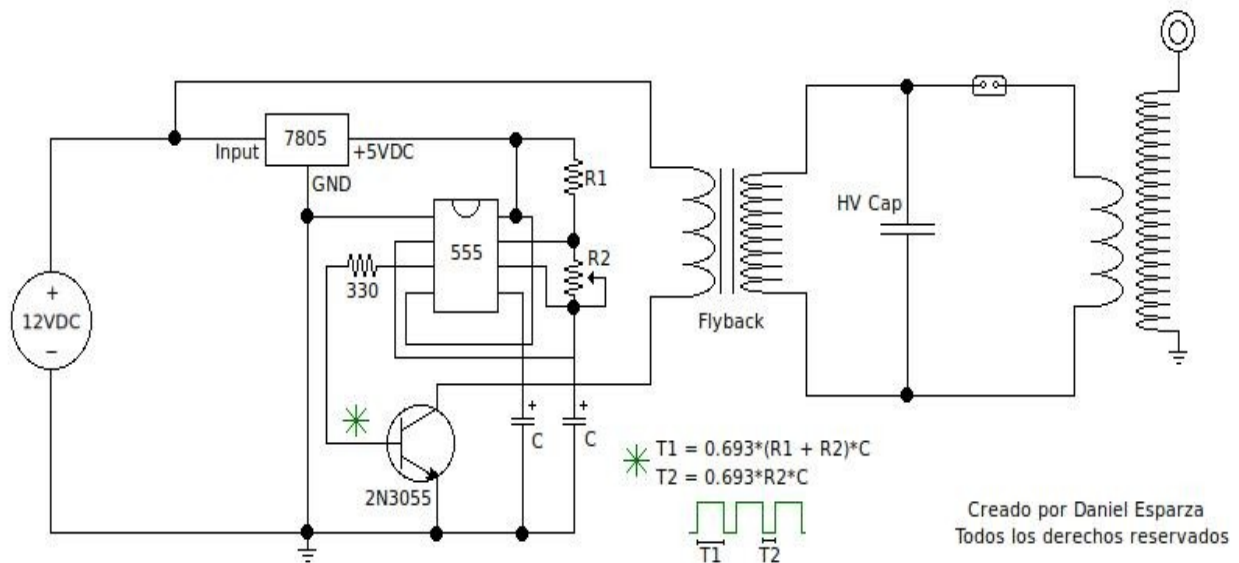 7805
Input
+5VDC
GND
R1
555
R2
330
12VDC
+
−
Flyback
HV Cap
+
C
+
C
2N3055
T1 = 0.693*(R1 + R2)*C
T2 = 0.693*R2*C
T1
T2
Creado por Daniel Esparza
Todos los derechos reservados